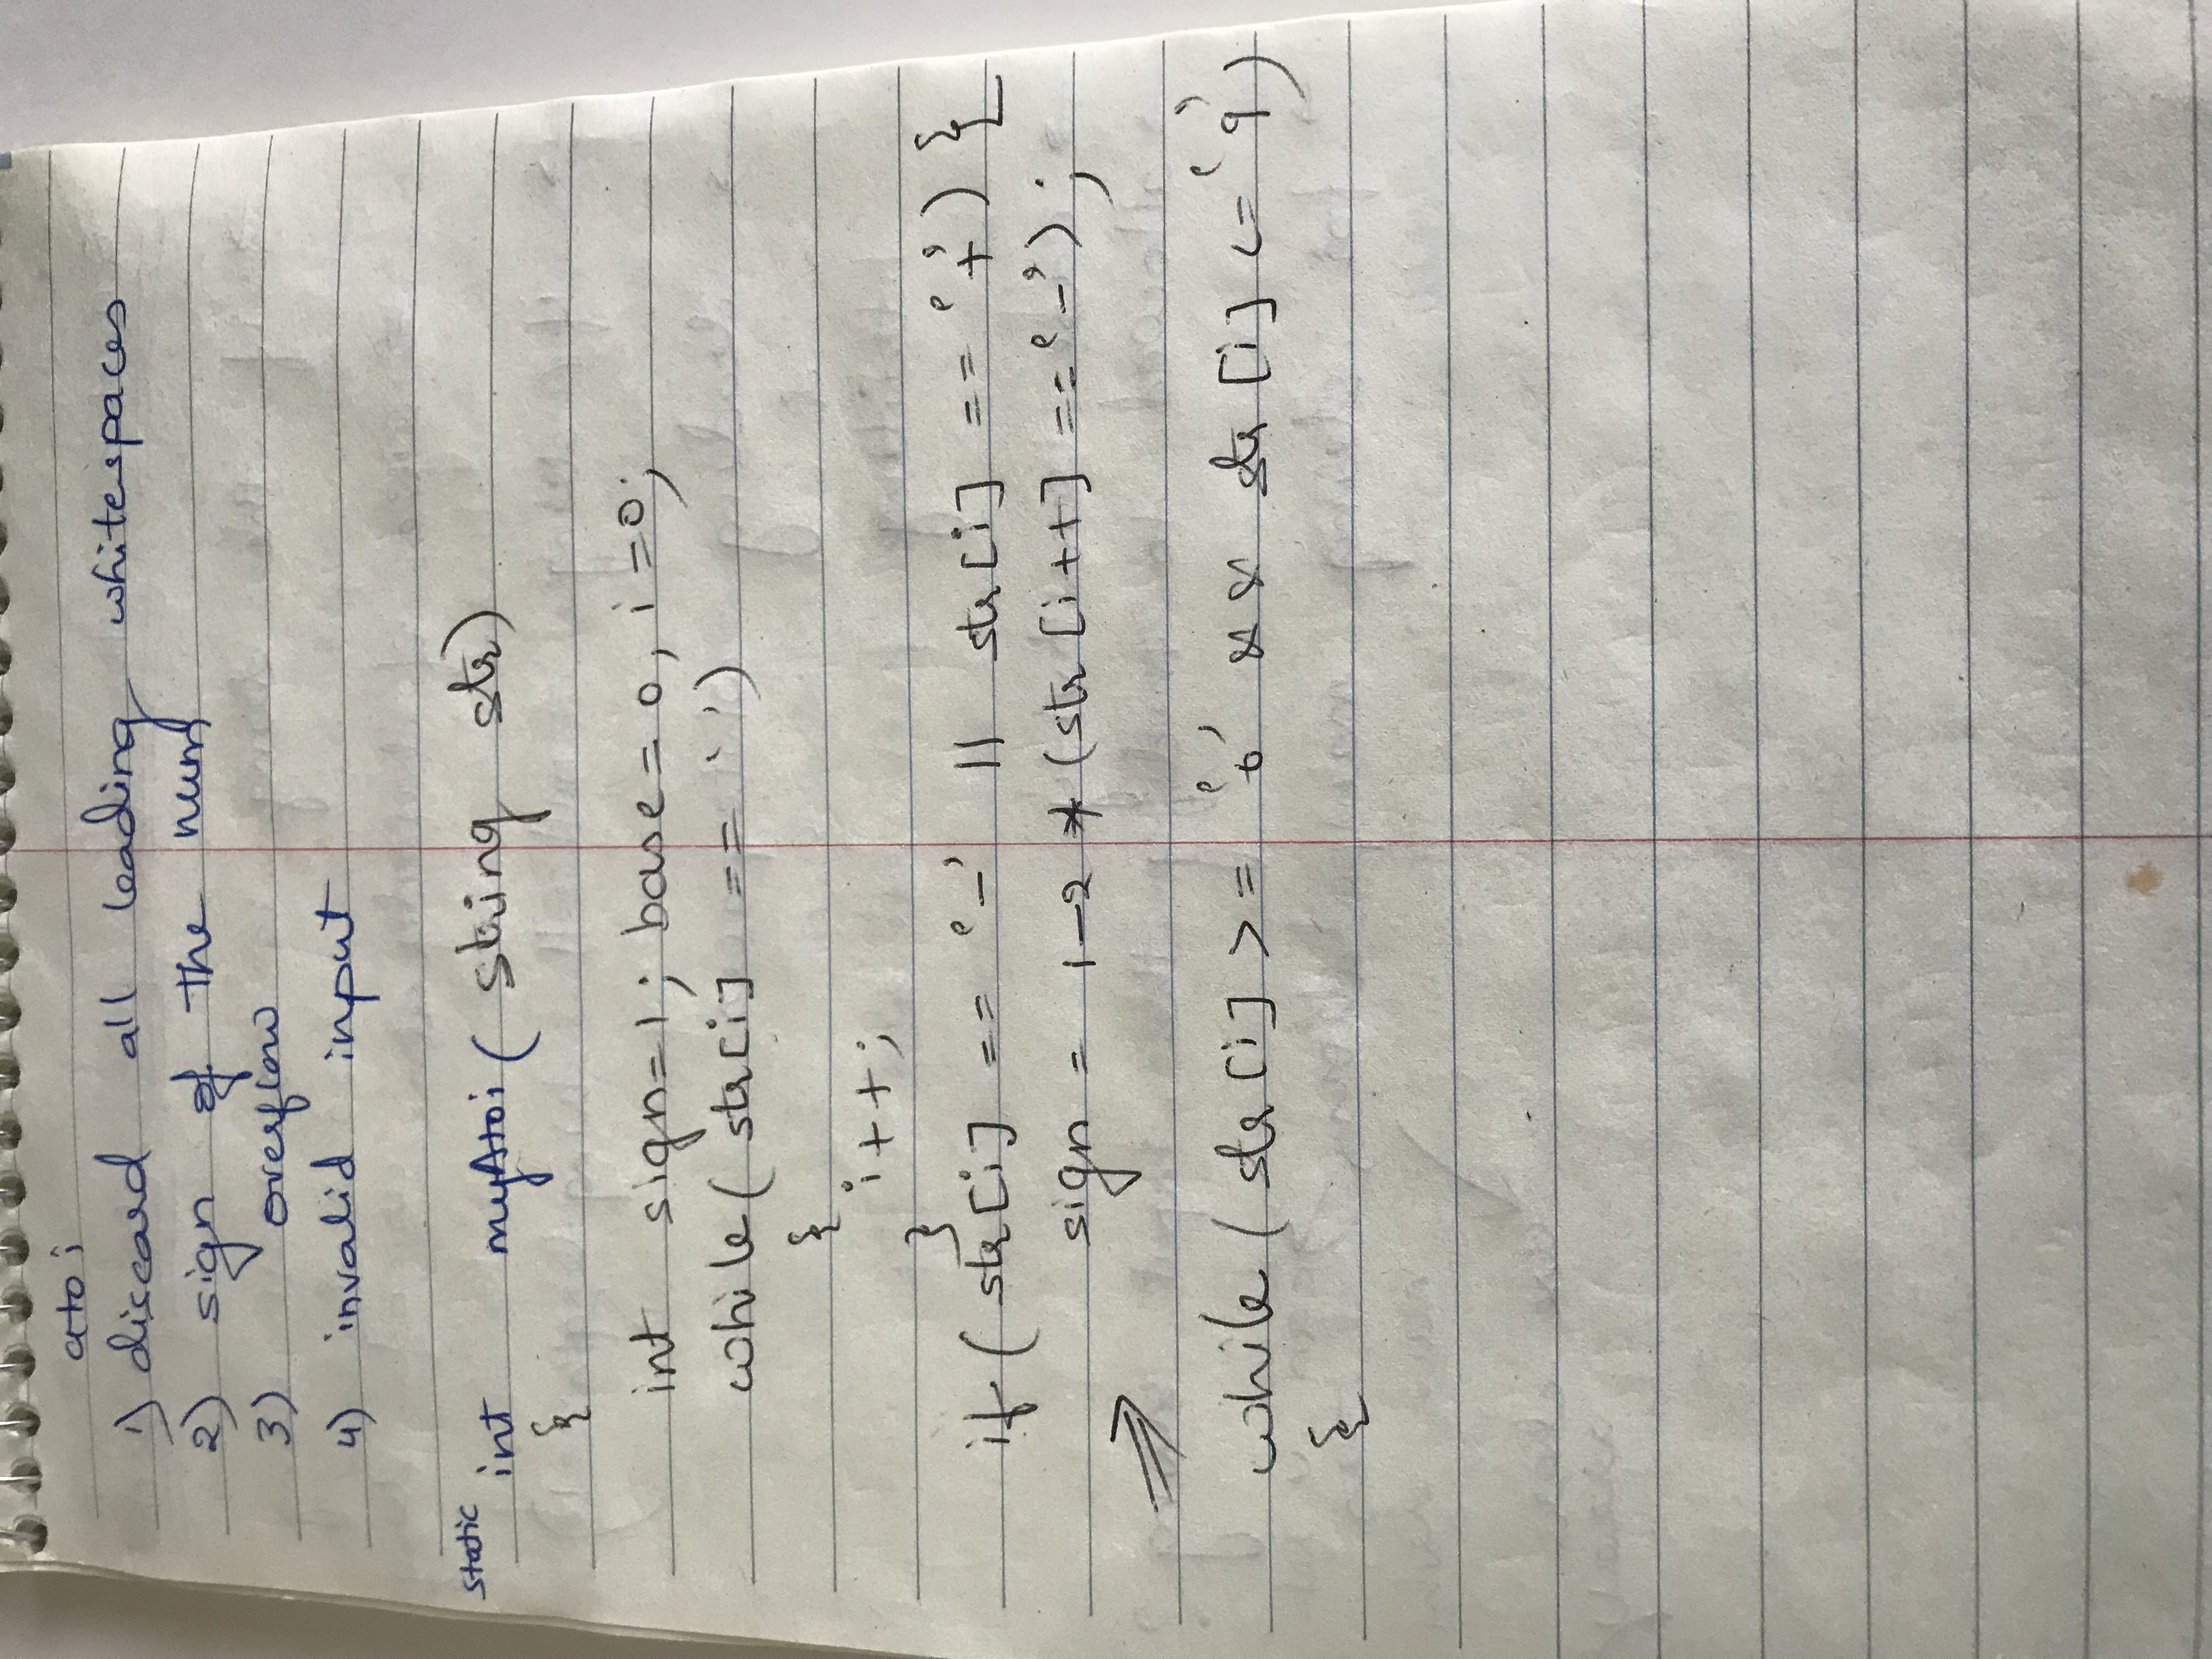 atoi
1) discard all leading whitespaces
2) sign of the num
3) overflow
4) invalid input
static int myAtoi( string str)
{
int sign=1; base=0, i=0;
while( str[i] == ' ')
{
i++;
}
if( str[i] == '-' || str[i] == '+') {
sign = 1-2 * (str[i++] == '-');
⇒
while( str[i] >= '0' && str[i] <= '9')
{